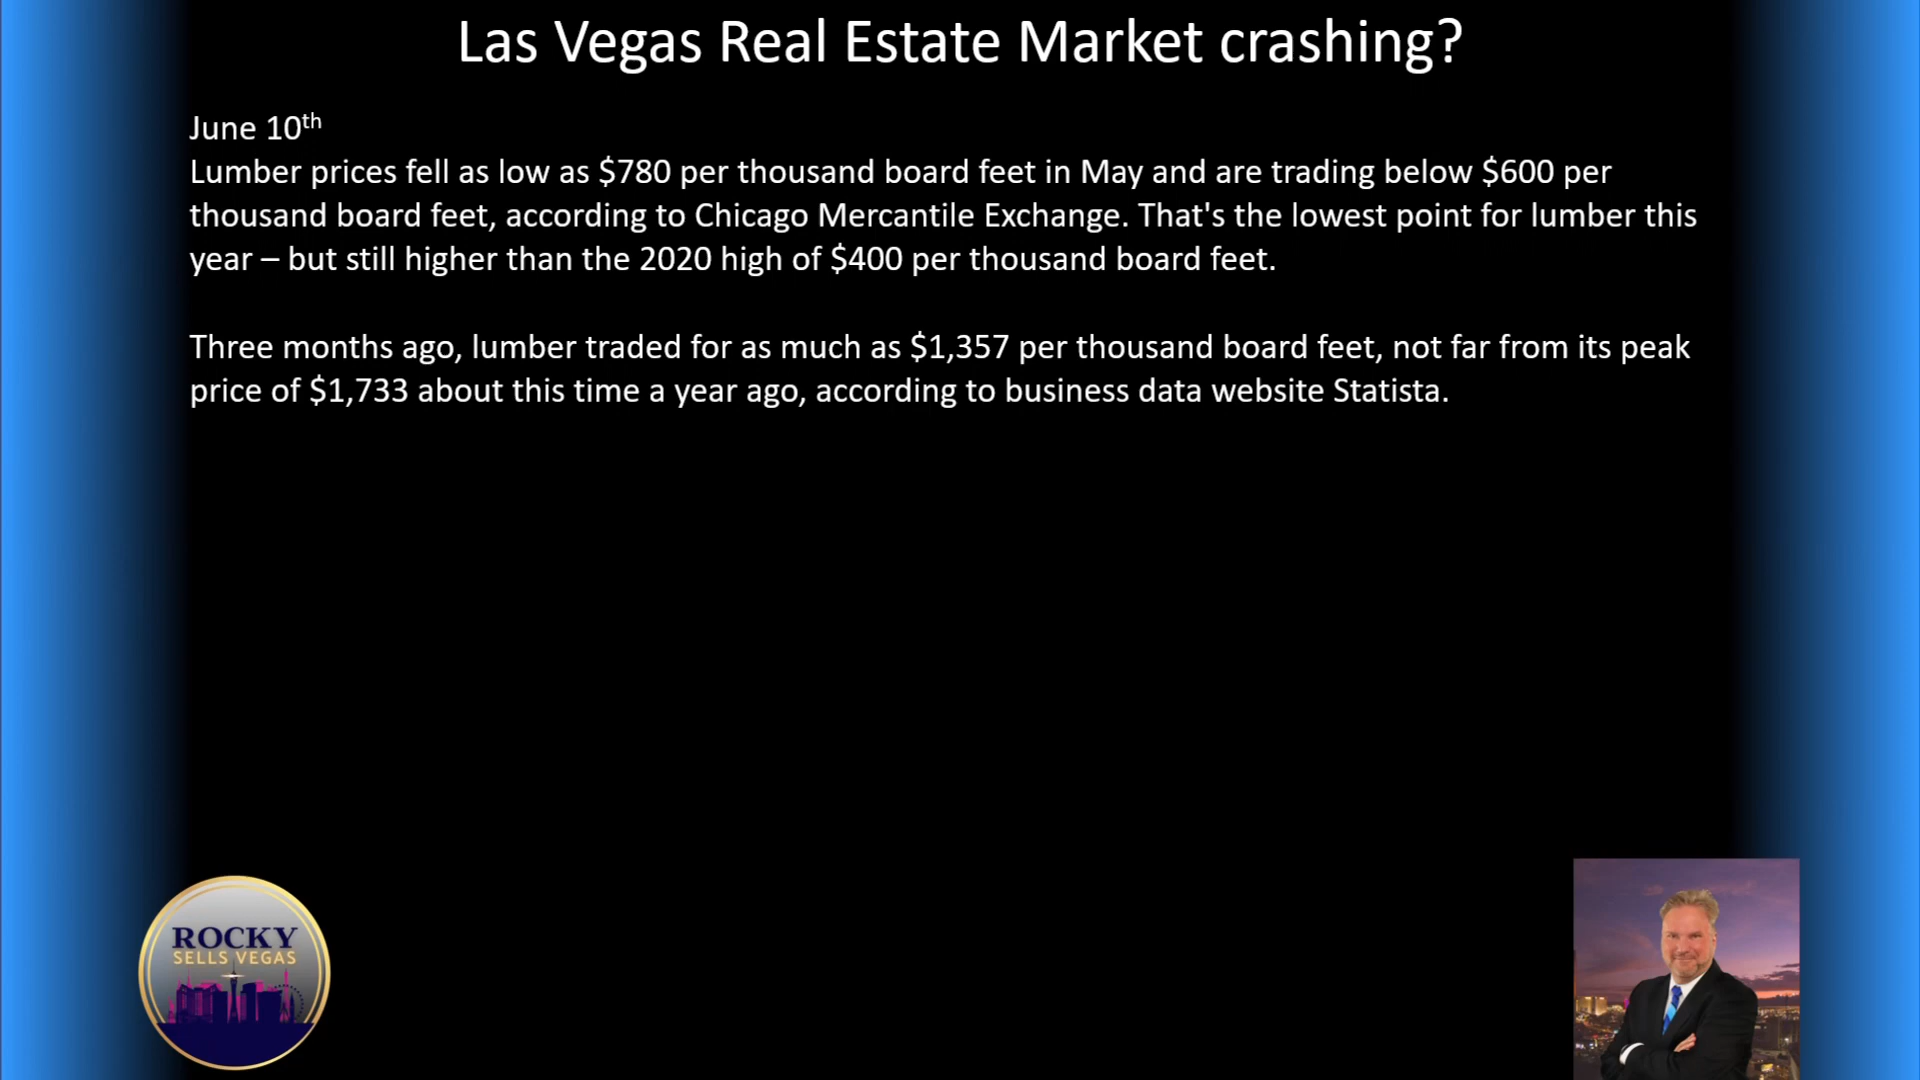 Las Vegas Real Estate Market crashing?
June 10th
Lumber prices fell as low as $780 per thousand board feet in May and are trading below $600 per
thousand board feet, according to Chicago Mercantile Exchange. That's the lowest point for lumber this
year – but still higher than the 2020 high of $400 per thousand board feet.
Three months ago, lumber traded for as much as $1,357 per thousand board feet, not far from its peak
price of $1,733 about this time a year ago, according to business data website Statista.
ROCKY
SELLS VEGAS